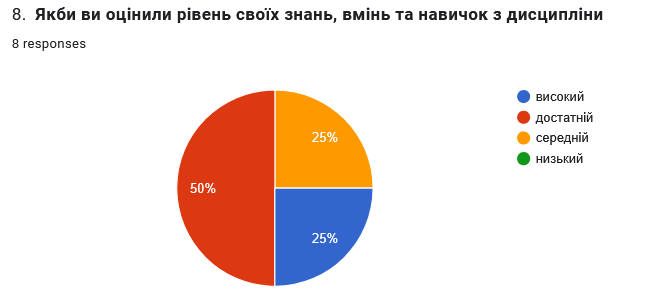 8. Якби ви оцінили рівень своїх знань, вмінь та навичок з дисципліни
8 responses
високий
достатній
середній
низький
25%
50%
25%